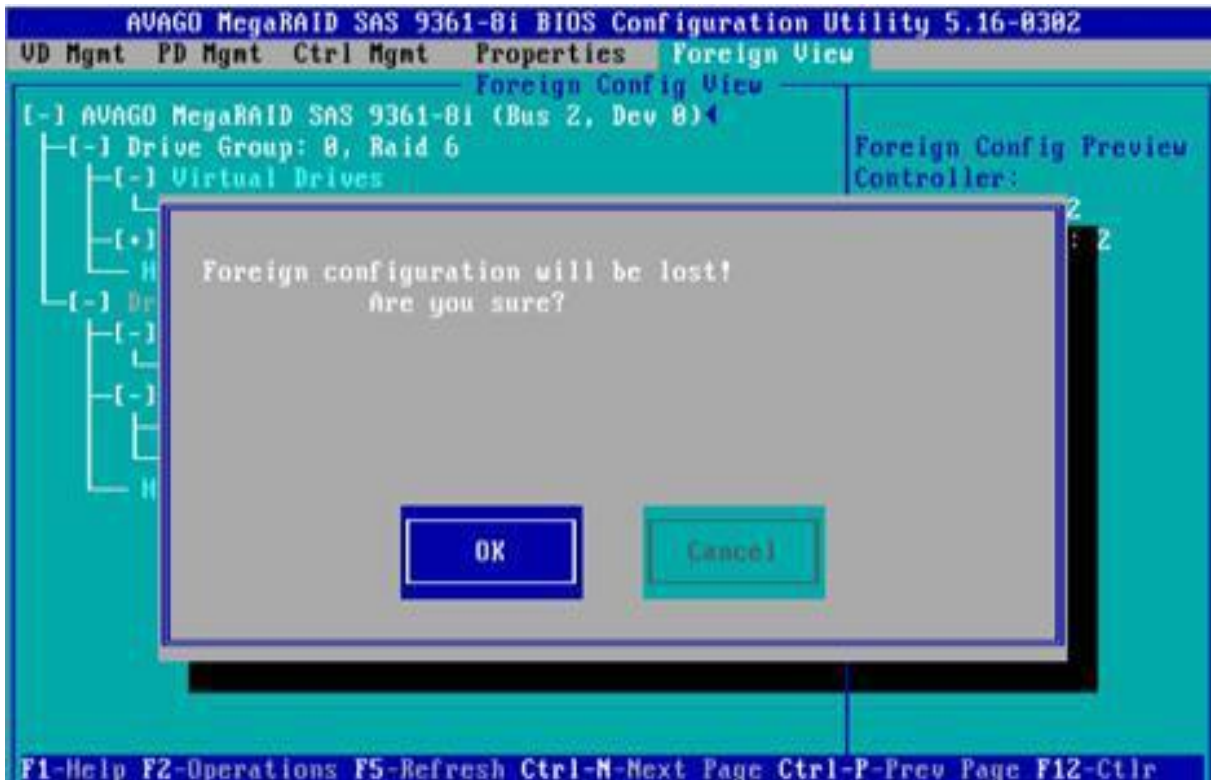 AVAGO MegaRAID SAS 9361-8i BIOS Configuration Utility 5.16-0302
VD Mgmt PD Mgmt Ctrl Mgmt Properties Foreign View
Foreign Config View
[-] AVAGO MegaRAID SAS 9361-8i (Bus 2, Dev 0)
[-] Drive Group: 0, Raid 6
[-] Virtual Drives
[+]
[-]
[-]
[-]
Foreign Config Preview
Controller:
2
: 2
Foreign configuration will be lost!
Are you sure?
OK
Cancel
F1-Help F2-Operations F5-Refresh Ctrl-N-Next Page Ctrl-P-Prev Page F12-Ctlr